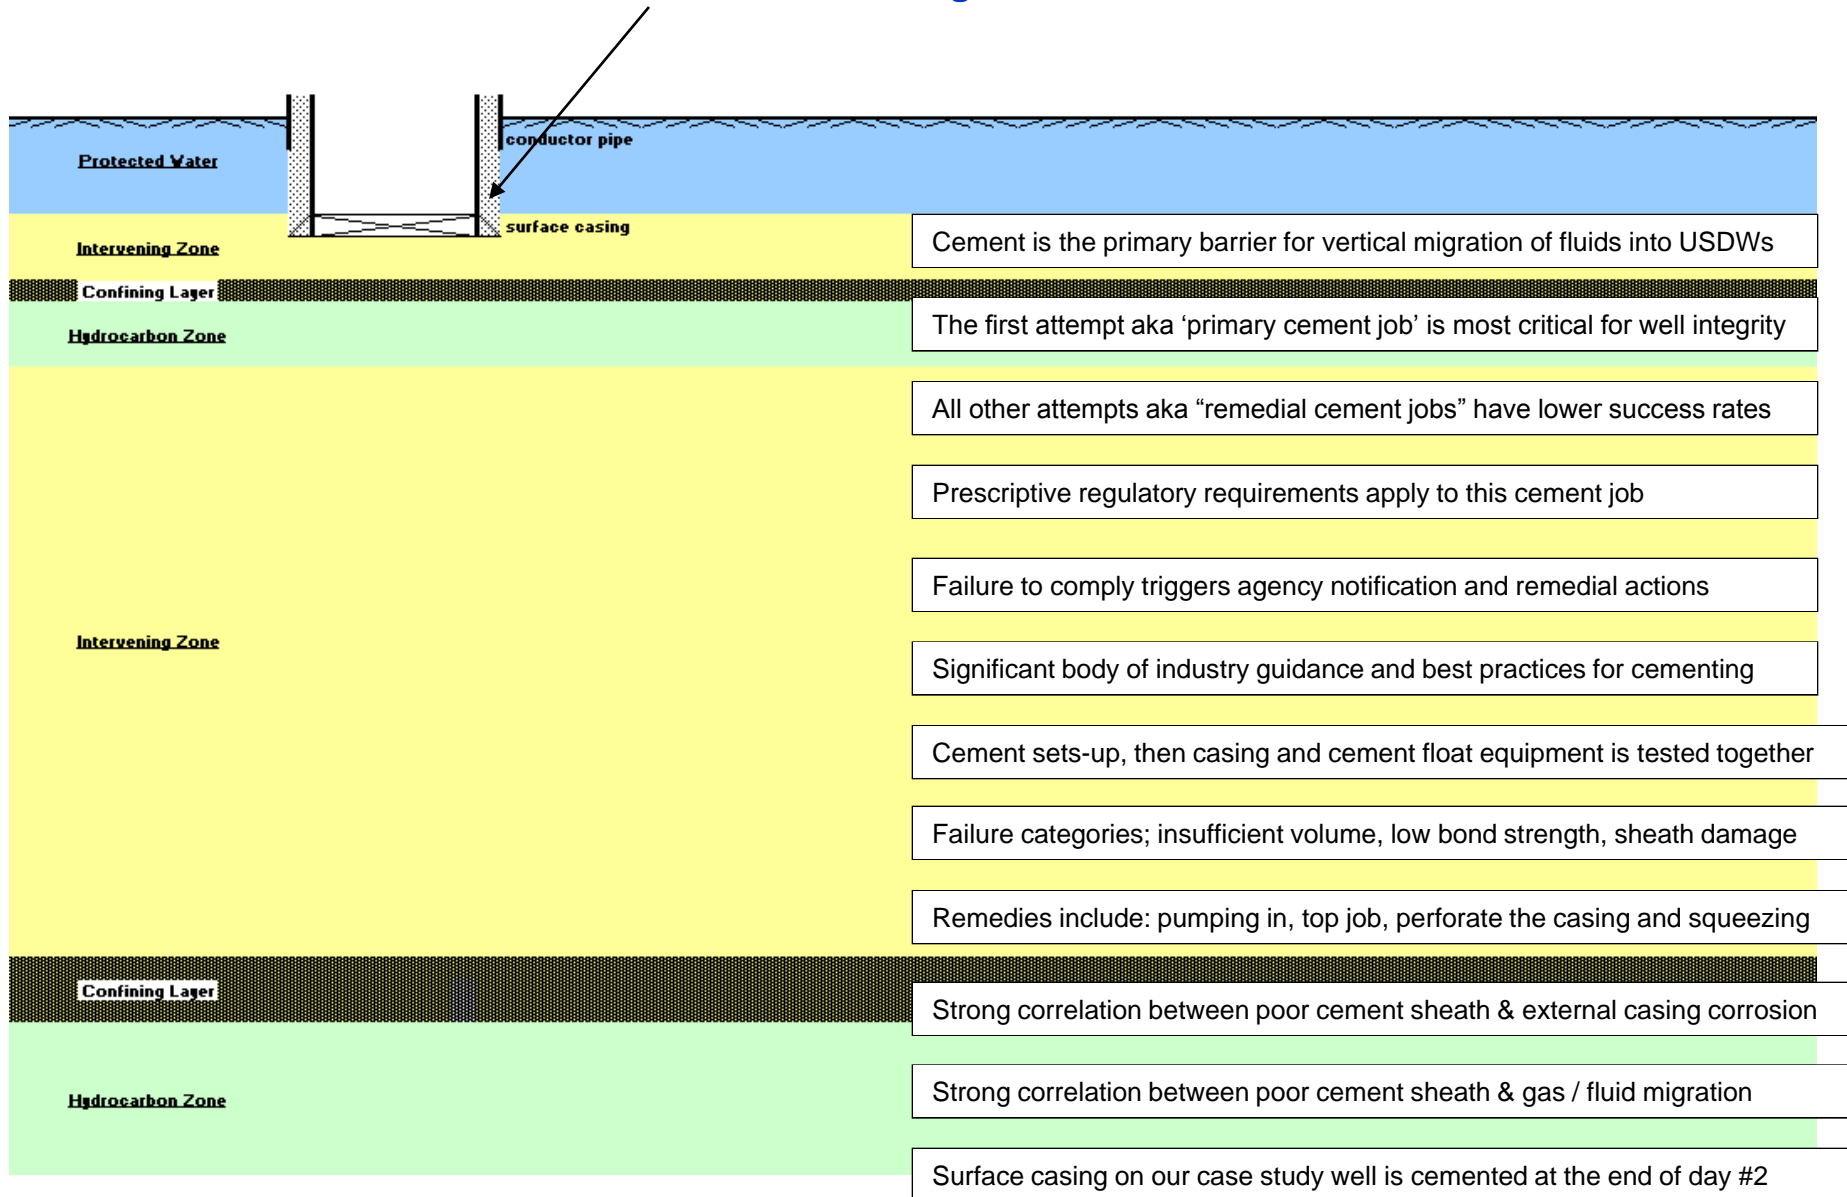 conductor pipe
Protected Water
surface casing
Cement is the primary barrier for vertical migration of fluids into USDWs
Intervening Zone
Confining Layer
The first attempt aka ‘primary cement job’ is most critical for well integrity
Hydrocarbon Zone
All other attempts aka “remedial cement jobs” have lower success rates
Prescriptive regulatory requirements apply to this cement job
Failure to comply triggers agency notification and remedial actions
Intervening Zone
Significant body of industry guidance and best practices for cementing
Cement sets-up, then casing and cement float equipment is tested together
Failure categories; insufficient volume, low bond strength, sheath damage
Remedies include: pumping in, top job, perforate the casing and squeezing
Confining Layer
Strong correlation between poor cement sheath & external casing corrosion
Strong correlation between poor cement sheath & gas / fluid migration
Hydrocarbon Zone
Surface casing on our case study well is cemented at the end of day #2